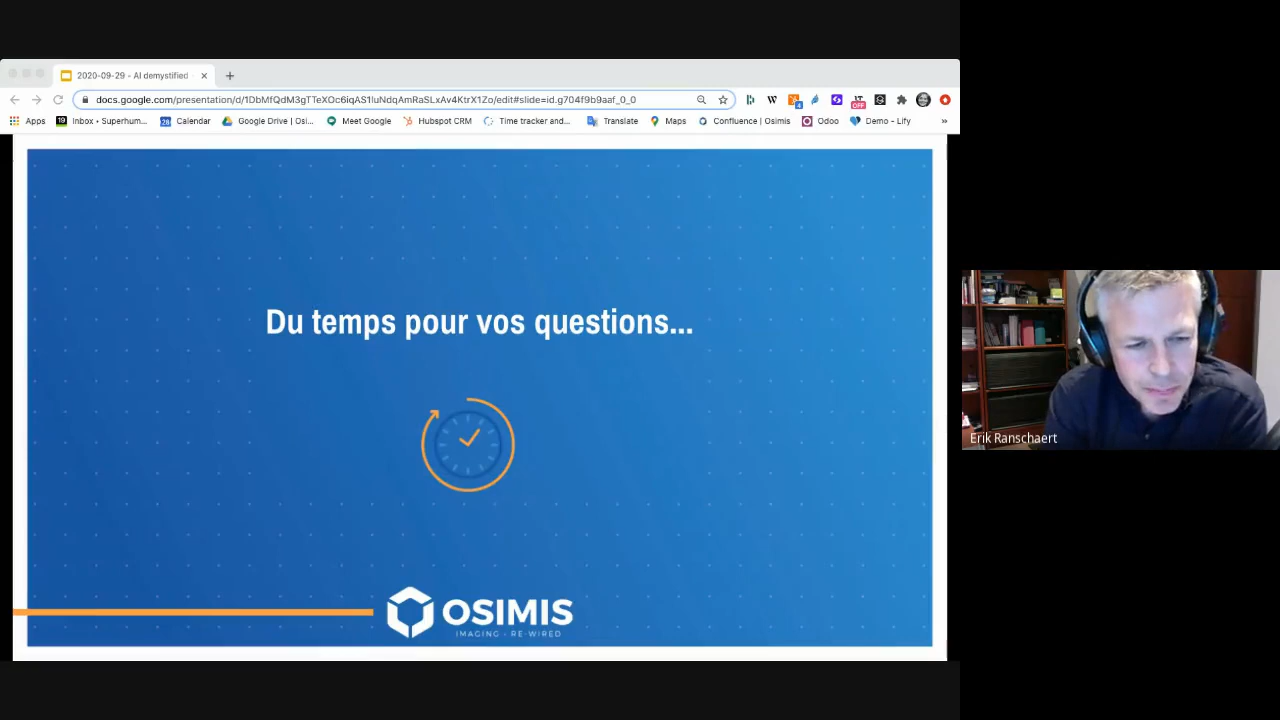 2020-09-29 - AI demystified
docs.google.com/presentation/d/1DbMfQdM3gTTeXOc6iqAS1luNdqAmRaSLxAv4KtrX1Zo/edit#slide=id.g704f9b9aaf_0_0
Apps
Inbox • Superhum...
Calendar
Google Drive | Osi...
Meet Google
Hubspot CRM
Time tracker and...
Translate
Maps
Confluence | Osimis
Odoo
Demo - Lify
Du temps pour vos questions...
OSIMIS
IMAGING - RE-WIRED
Erik Ranschaert